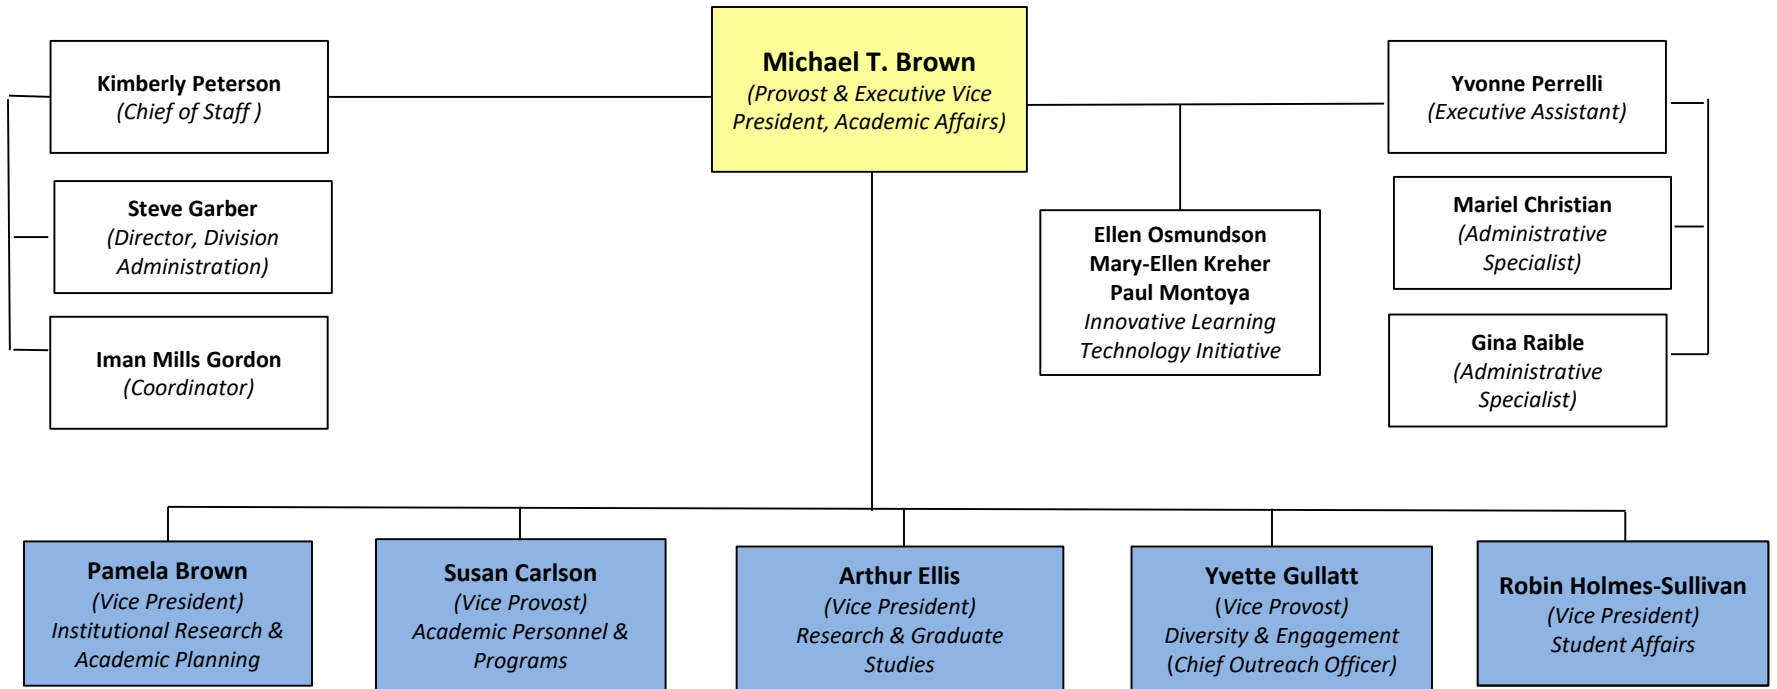 Michael T. Brown
(Provost & Executive Vice
President, Academic Affairs)
Kimberly Peterson
(Chief of Staff )
Steve Garber
(Director, Division
Administration)
Iman Mills Gordon
(Coordinator)
Ellen Osmundson
Mary-Ellen Kreher
Paul Montoya
Innovative Learning
Technology Initiative
Yvonne Perrelli
(Executive Assistant)
Mariel Christian
(Administrative
Specialist)
Gina Raible
(Administrative
Specialist)
Pamela Brown
(Vice President)
Institutional Research &
Academic Planning
Susan Carlson
(Vice Provost)
Academic Personnel &
Programs
Arthur Ellis
(Vice President)
Research & Graduate
Studies
Yvette Gullatt
(Vice Provost)
Diversity & Engagement
(Chief Outreach Officer)
Robin Holmes-Sullivan
(Vice President)
Student Affairs